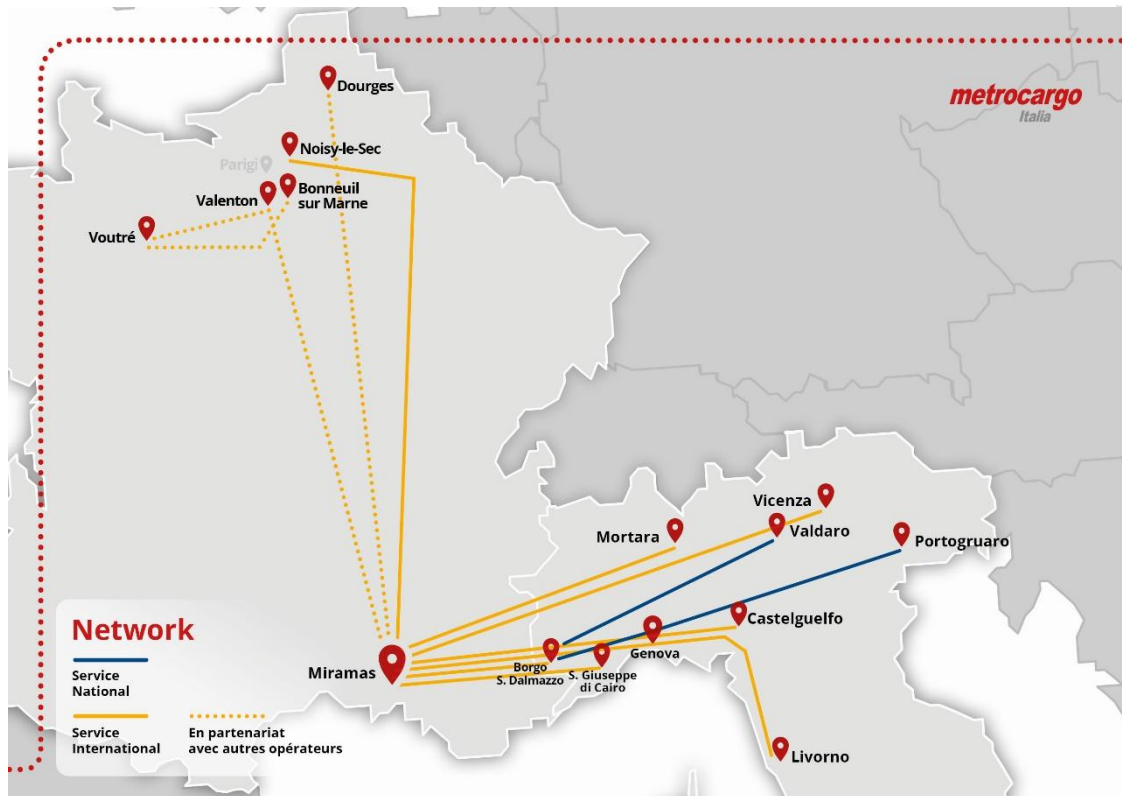 Dourges
metrocargo
Italia
Noisy-le-Sec
Parigi
Valenton
Bonneuil
sur Marne
Voutré
Vicenza
Mortara
Valdaro
Portogruaro
Castelguelfo
Genova
Miramas
Borgo
S. Dalmazzo
S. Giuseppe
di Cairo
Livorno
Network
Service
National
Service
International
En partenariat
avec autres opérateurs